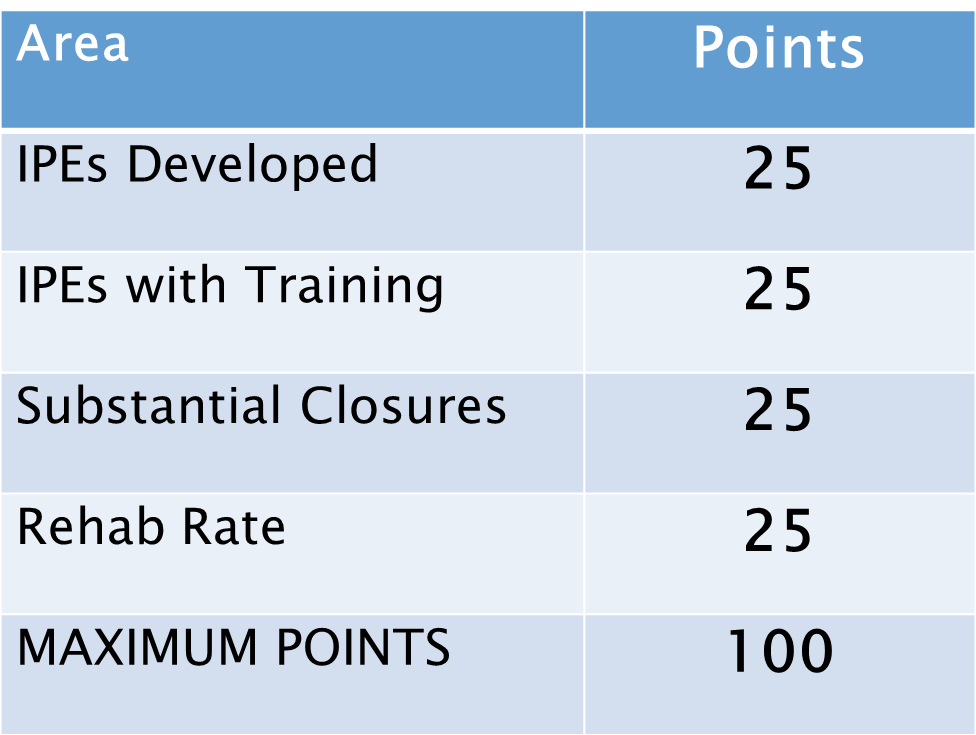 Area Points
IPEs Developed 25
IPEs with Training 25
Substantial Closures 25
Rehab Rate 25
MAXIMUM POINTS 100